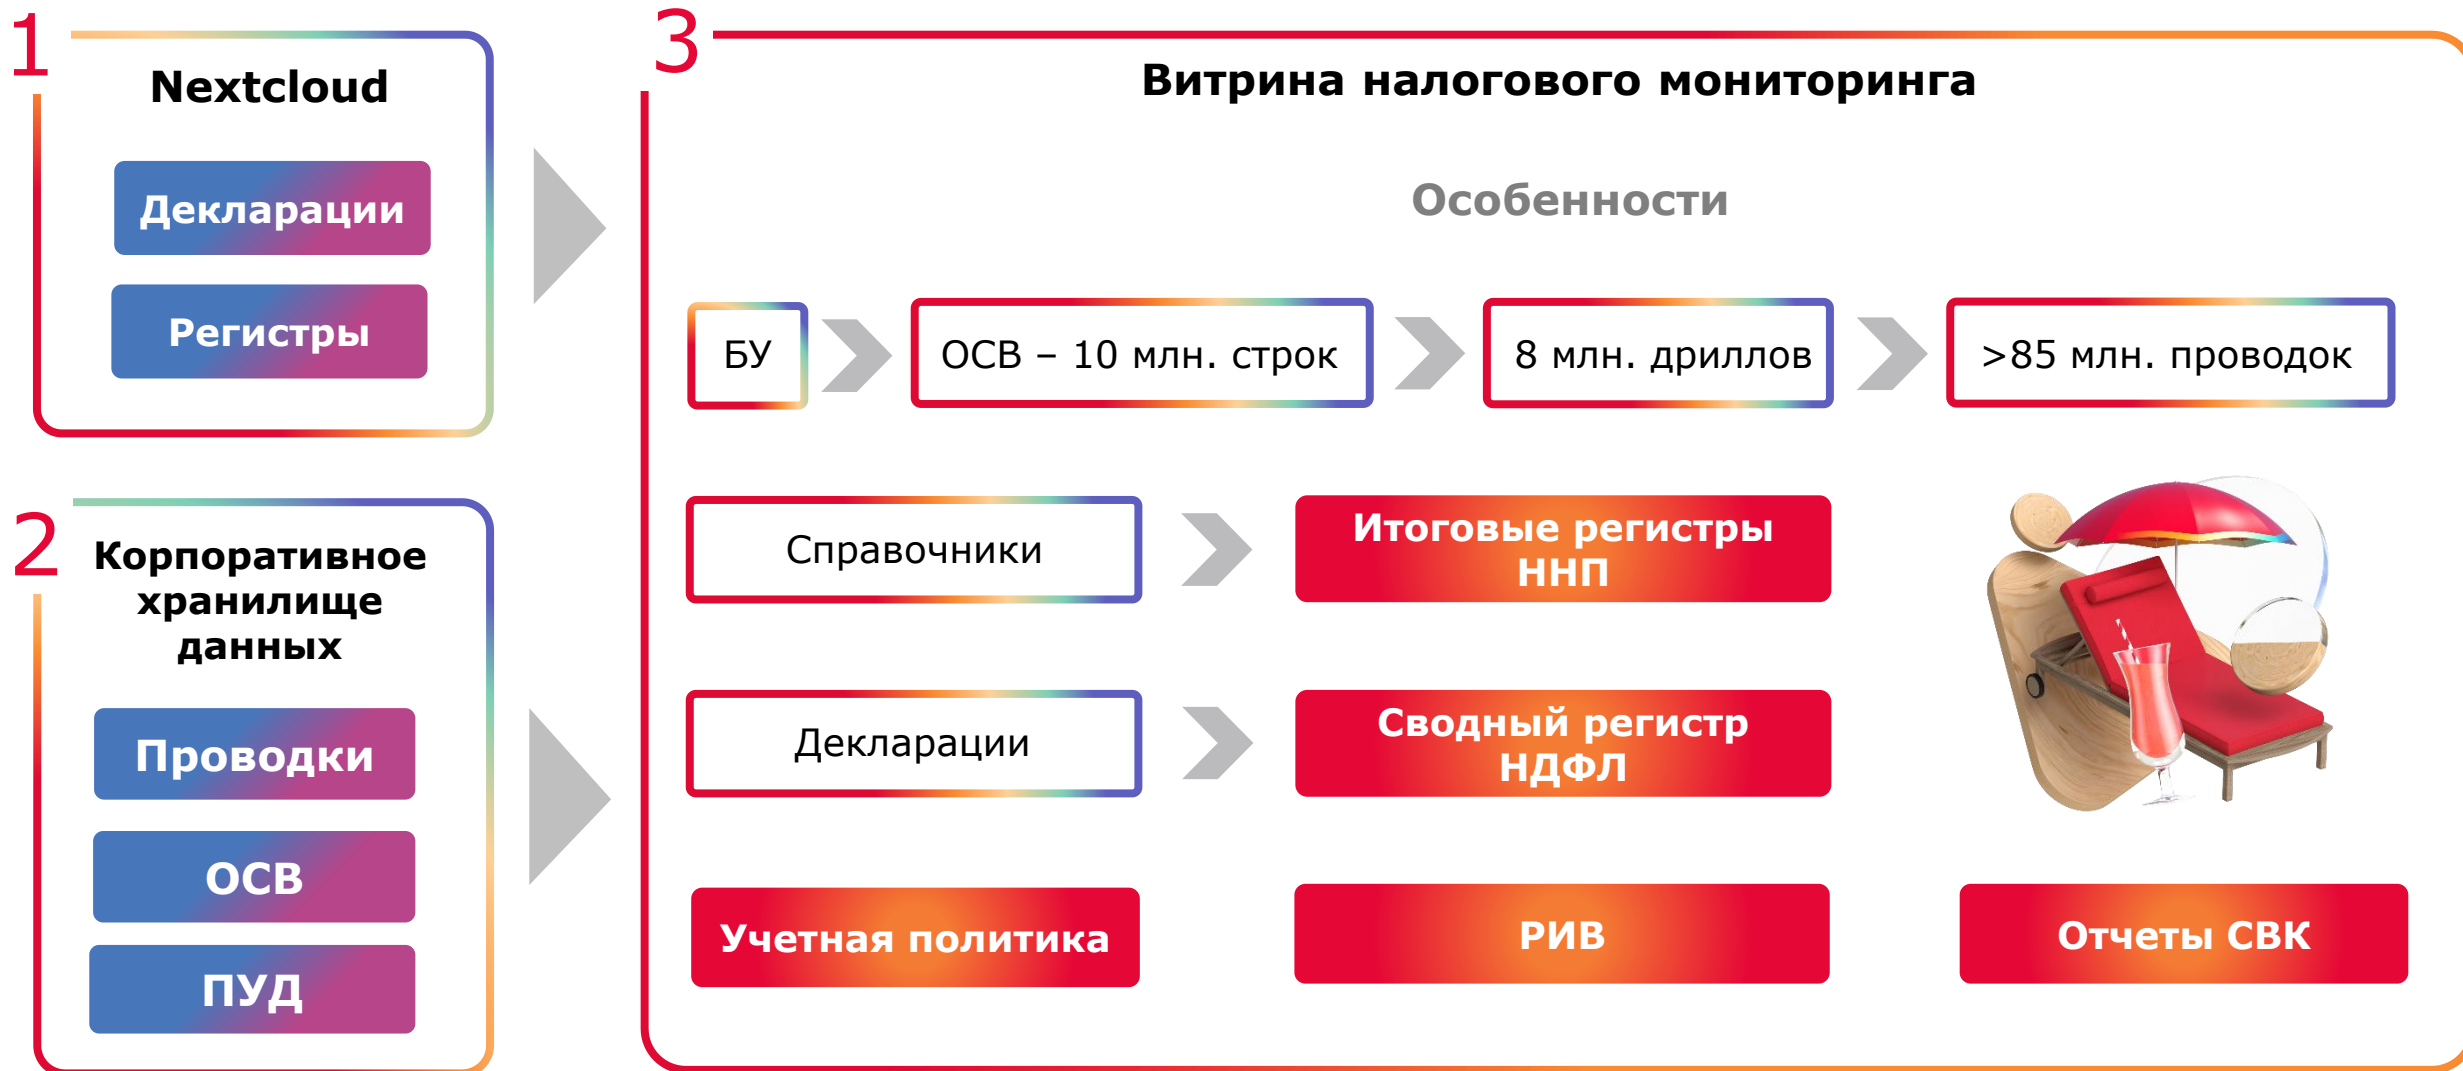 1
Nextcloud
Декларации
Регистры
2
Корпоративное
хранилище
данных
Проводки
ОСВ
ПУД
3
Витрина налогового мониторинга
Особенности
БУ
ОСВ – 10 млн. строк
8 млн. дриллов
>85 млн. проводок
Справочники
Итоговые регистры
ННП
Декларации
Сводный регистр
НДФЛ
Учетная политика
РИВ
Отчеты СВК